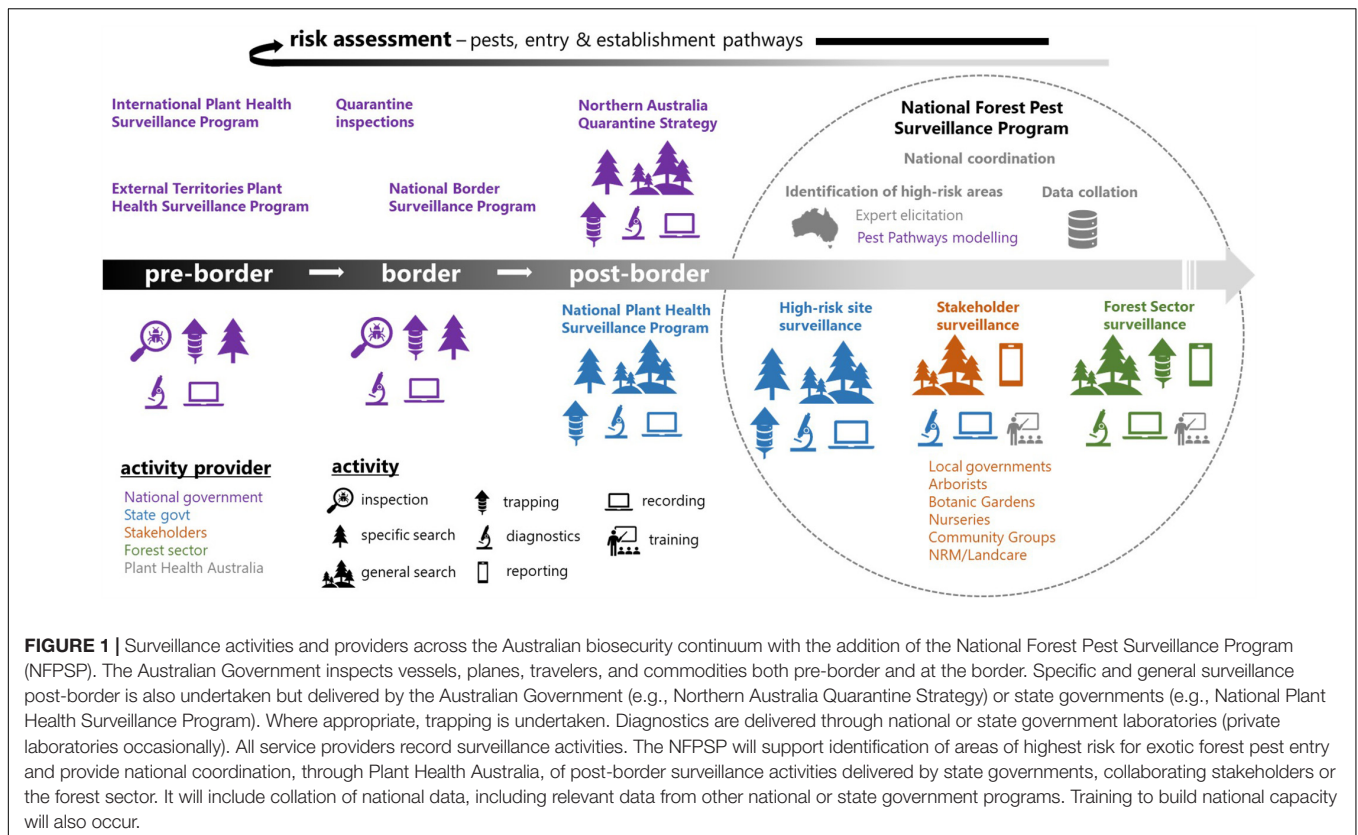 risk assessment – pests, entry & establishment pathways
International Plant Health
Surveillance Program
Quarantine
inspections
Northern Australia
Quarantine Strategy
External Territories Plant
Health Surveillance Program
National Border
Surveillance Program
National Forest Pest
Surveillance Program
National coordination
Identification of high-risk areas
Data collation
Expert elicitation
Pest Pathways modelling
pre-border
border
post-border
National Plant Health
Surveillance Program
High-risk site
surveillance
Stakeholder
surveillance
Forest Sector
surveillance
activity provider
National government
State govt
Stakeholders
Forest sector
Plant Health Australia
activity
inspection
specific search
general search
trapping
diagnostics
reporting
recording
training
Local governments
Arborists
Botanic Gardens
Nurseries
Community Groups
NRM/Landcare
FIGURE 1 | Surveillance activities and providers across the Australian biosecurity continuum with the addition of the National Forest Pest Surveillance Program
(NFPSP). The Australian Government inspects vessels, planes, travelers, and commodities both pre-border and at the border. Specific and general surveillance
post-border is also undertaken but delivered by the Australian Government (e.g., Northern Australia Quarantine Strategy) or state governments (e.g., National Plant
Health Surveillance Program). Where appropriate, trapping is undertaken. Diagnostics are delivered through national or state government laboratories (private
laboratories occasionally). All service providers record surveillance activities. The NFPSP will support identification of areas of highest risk for exotic forest pest entry
and provide national coordination, through Plant Health Australia, of post-border surveillance activities delivered by state governments, collaborating stakeholders or
the forest sector. It will include collation of national data, including relevant data from other national or state government programs. Training to build national capacity
will also occur.